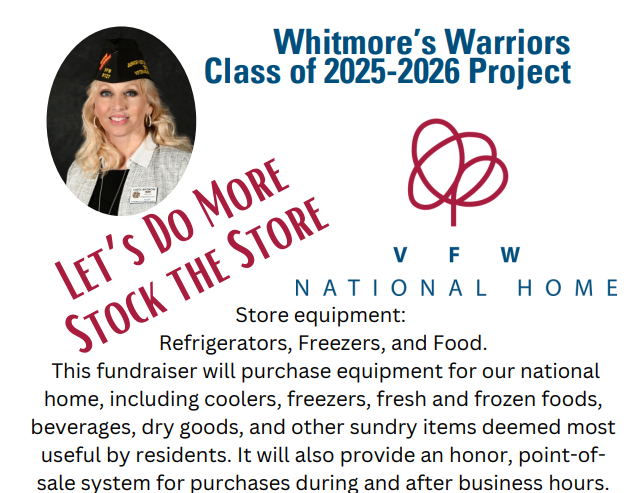 Whitmore's Warriors
Class of 2025-2026 Project
Let's Do More
Stock the Store
V F W
NATIONAL HOME
Store equipment:
Refrigerators, Freezers, and Food.
This fundraiser will purchase equipment for our national
home, including coolers, freezers, fresh and frozen foods,
beverages, dry goods, and other sundry items deemed most
useful by residents. It will also provide an honor, point-of-
sale system for purchases during and after business hours.